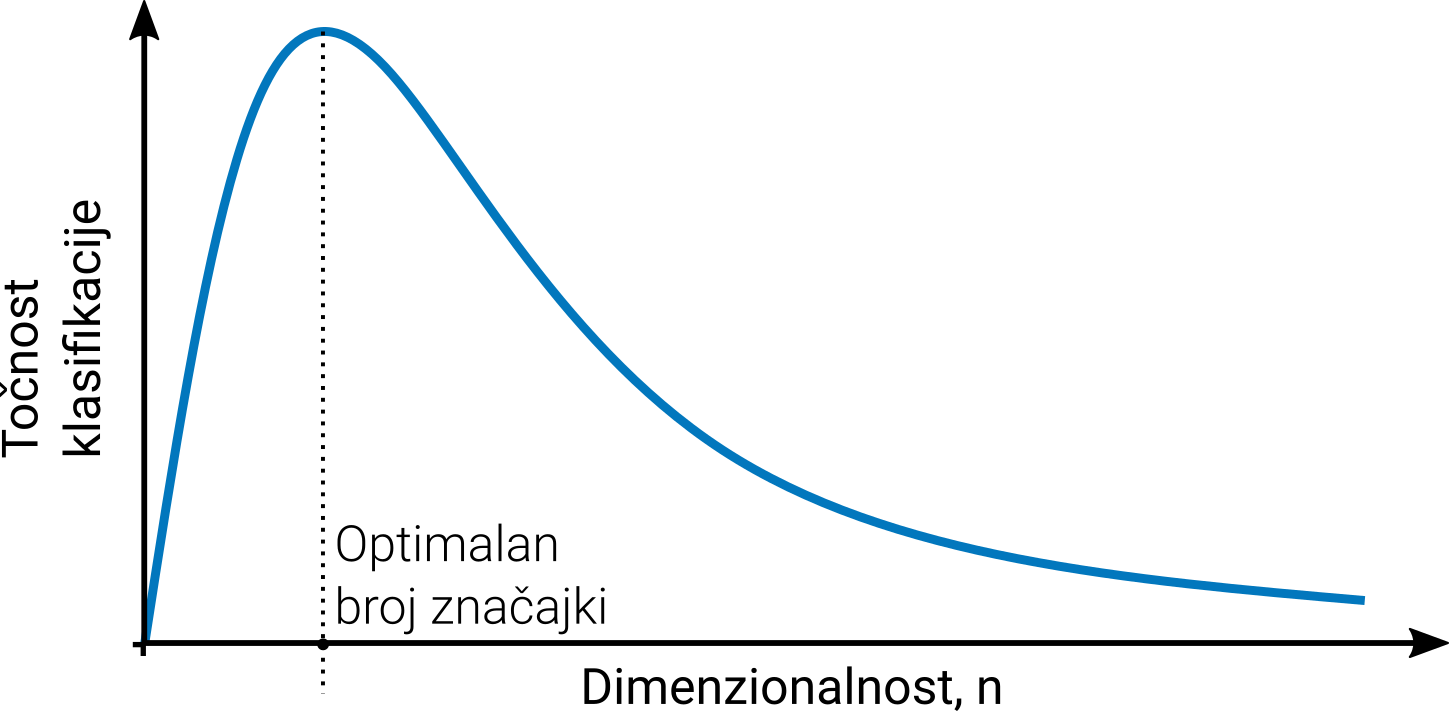 Točnost
klasifikacije
Optimalan
broj značajki
Dimenzionalnost, n